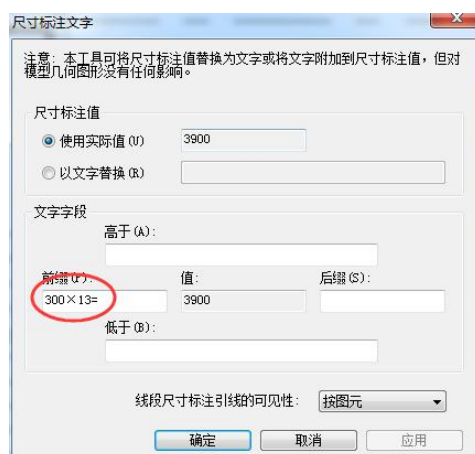 尺寸标注文字
注意: 本工具可将尺寸标注值替换为文字或将文字附加到尺寸标注值，但对
模型几何图形没有任何影响。
尺寸标注值
使用实际值(U) 3900
以文字替换(R)
文字字段
高于(A):
前缀(P): 值: 后缀(S):
300×13= 3900
低于(B):
线段尺寸标注引线的可见性: 按图元
确定 取消 应用